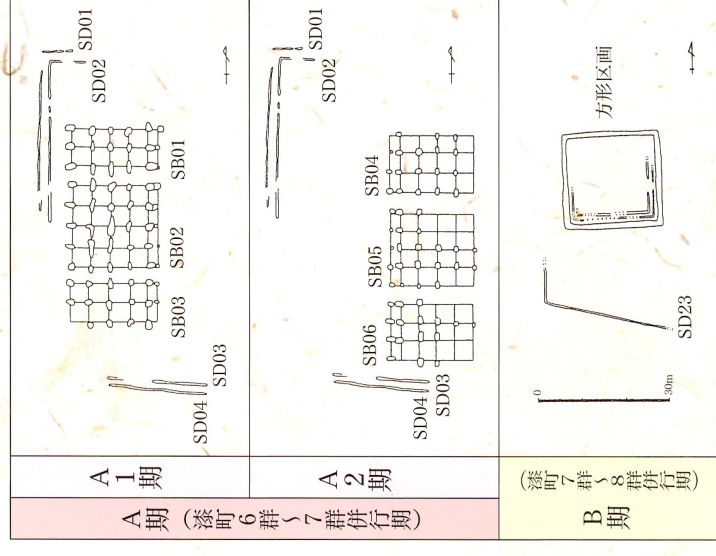 SD01
SD02
SB01
SB02
SB03
SD03
SD04
SD01
SD02
SB04
SB05
SB06
SD03
SD04
方形区画
SD23
0
30m
A1期
A2期
A期（漆町6群～7群併行期）
B期
（漆町7群～8群併行期）